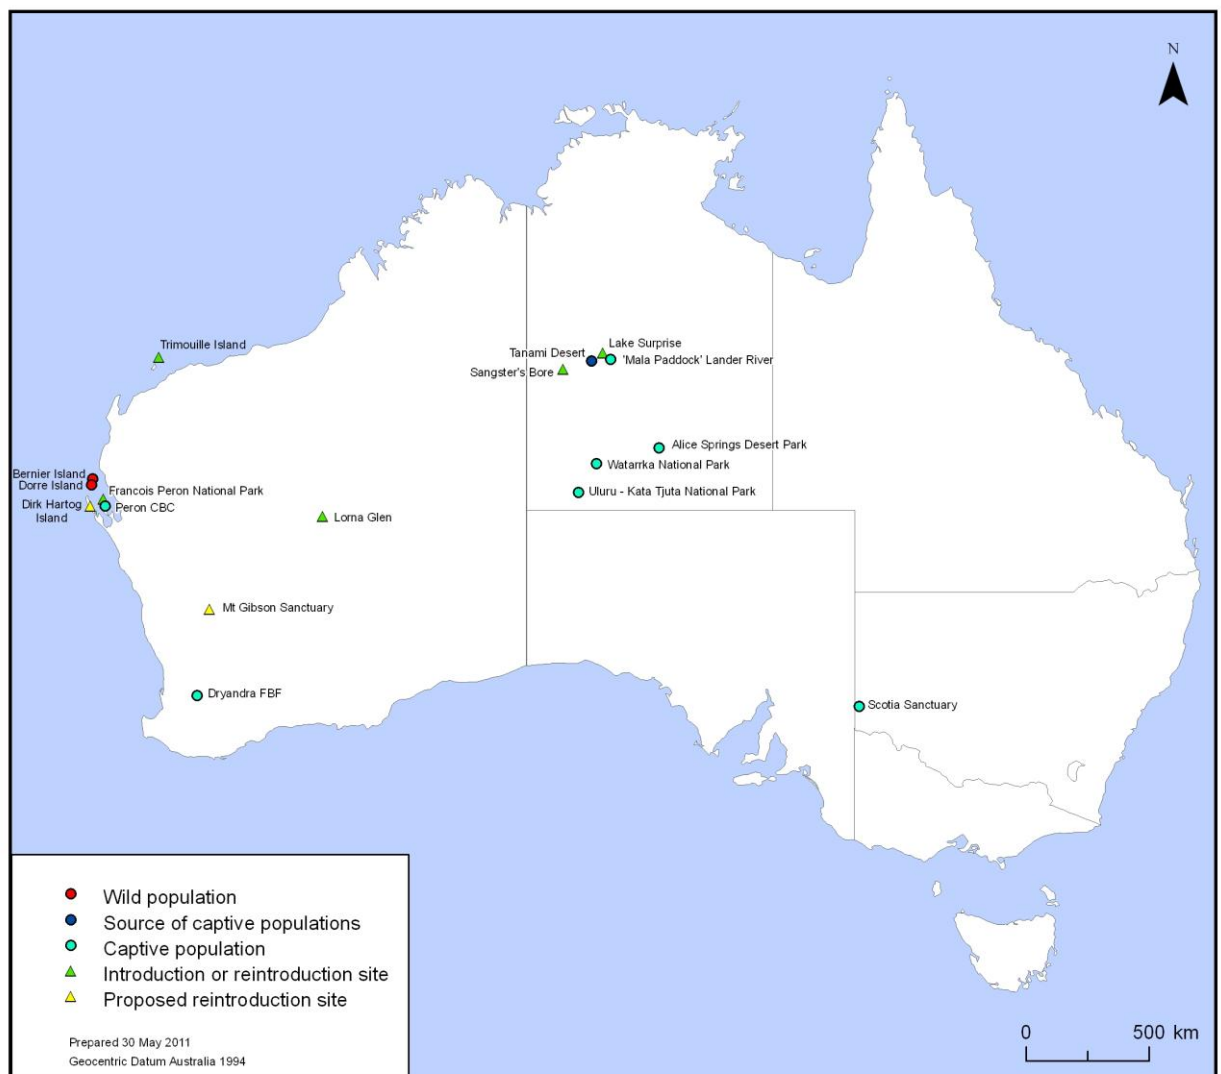 N
Trimouille Island
Lake Surprise
Tanami Desert
'Mala Paddock' Lander River
Sangster's Bore
Alice Springs Desert Park
Watarrka National Park
Bernier Island
Dorre Island
Francois Peron National Park
Uluru - Kata Tjuta National Park
Dirk Hartog
Island
Peron CBC
Lorna Glen
Mt Gibson Sanctuary
Dryandra FBF
Scotia Sanctuary
Wild population
Source of captive populations
Captive population
Introduction or reintroduction site
Proposed reintroduction site
Prepared 30 May 2011
Geocentric Datum Australia 1994
0 500 km